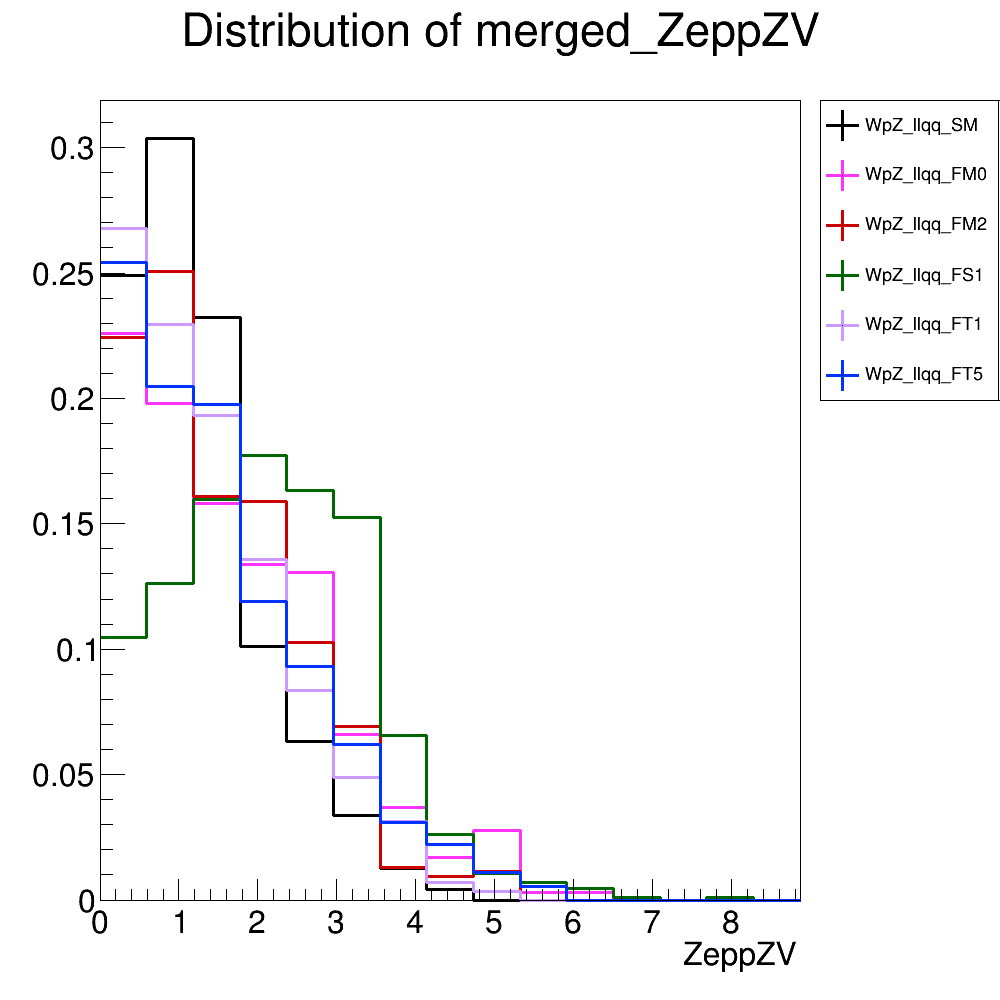 Distribution of merged_ZeppZV
WpZ_llqq_SM
WpZ_llqq_FM0
WpZ_llqq_FM2
WpZ_llqq_FS1
WpZ_llqq_FT1
WpZ_llqq_FT5
0.3
0.25
0.2
0.15
0.1
0.05
0
0 1 2 3 4 5 6 7 8
ZeppZV